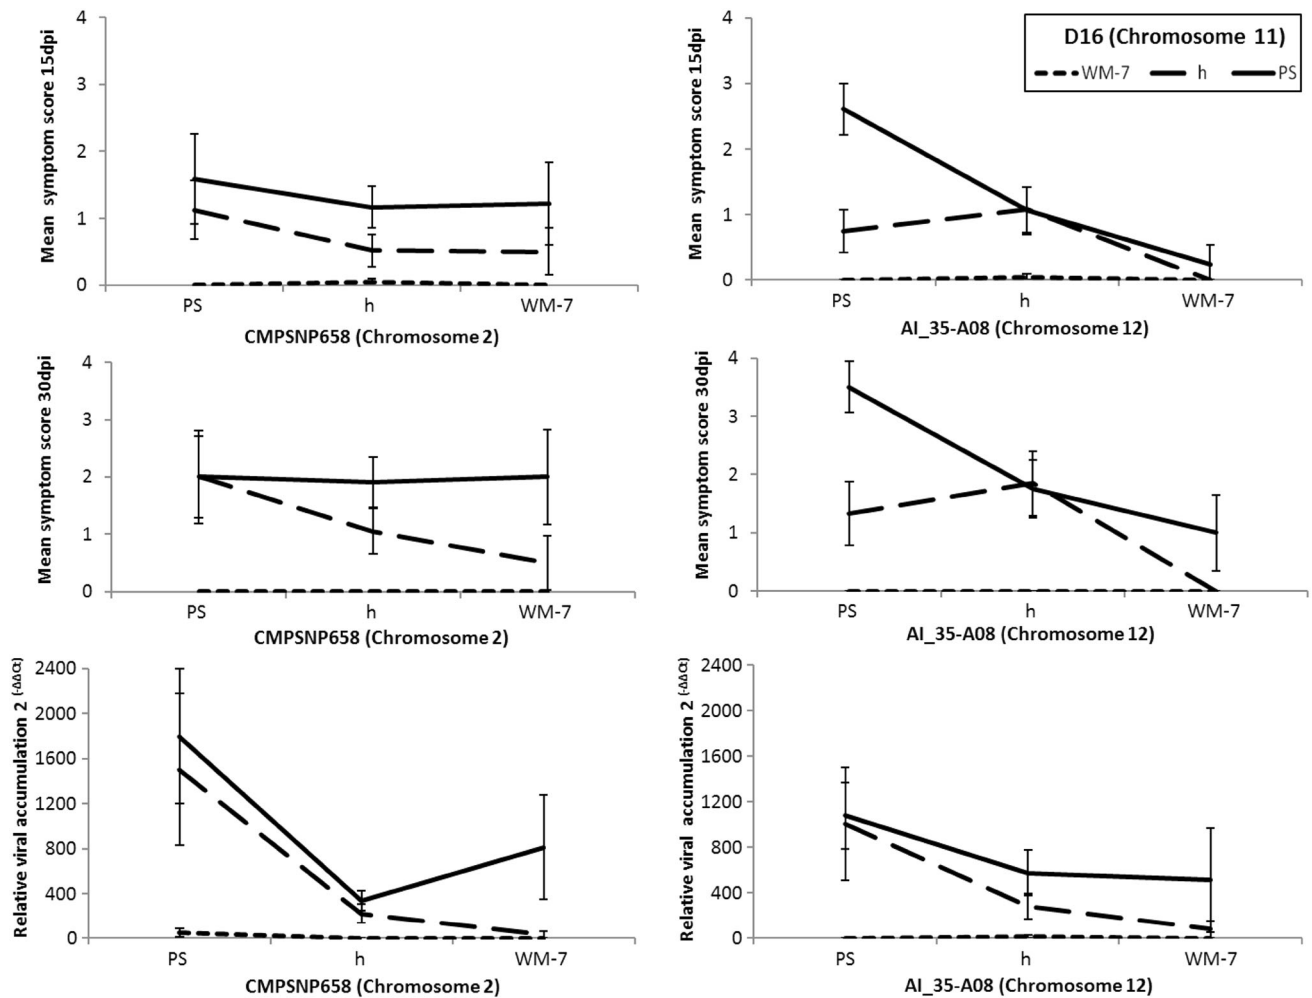 Mean symptom score 15dpi
4
3
2
1
0
PS h WM-7
CMPSNP658 (Chromosome 2)
Mean symptom score 15dpi
4
3
2
1
0
PS h WM-7
AI_35-A08 (Chromosome 12)
D16 (Chromosome 11)
WM-7 h PS
Mean symptom score 30dpi
4
3
2
1
0
PS h WM-7
CMPSNP658 (Chromosome 2)
Mean symptom score 30dpi
4
3
2
1
0
PS h WM-7
AI_35-A08 (Chromosome 12)
Relative viral accumulation 2 (-ΔΔCt)
2400
2000
1600
1200
800
400
0
PS h WM-7
CMPSNP658 (Chromosome 2)
Relative viral accumulation 2 (-ΔΔCt)
2400
2000
1600
1200
800
400
0
PS h WM-7
AI_35-A08 (Chromosome 12)